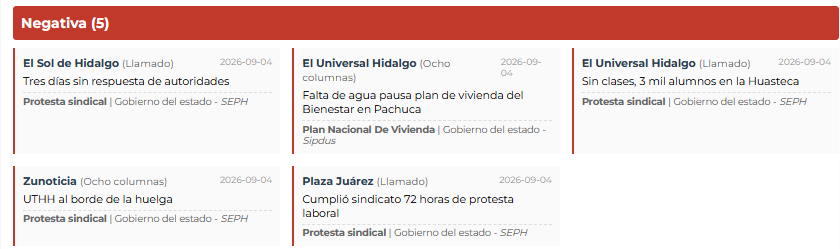 Negativa (5)
El Sol de Hidalgo (Llamado) 2026-09-04
Tres días sin respuesta de autoridades
Protesta sindical | Gobierno del estado - SEPH
El Universal Hidalgo (Ocho 2026-09-
columnas) 04
Falta de agua pausa plan de vivienda del
Bienestar en Pachuca
Plan Nacional De Vivienda | Gobierno del estado -
Sipdus
El Universal Hidalgo (Llamado) 2026-09-04
Sin clases, 3 mil alumnos en la Huasteca
Protesta sindical | Gobierno del estado - SEPH
Zunoticia (Ocho columnas) 2026-09-04
UTHH al borde de la huelga
Protesta sindical | Gobierno del estado - SEPH
Plaza Juárez (Llamado) 2026-09-04
Cumplió sindicato 72 horas de protesta
laboral
Protesta sindical | Gobierno del estado - SEPH